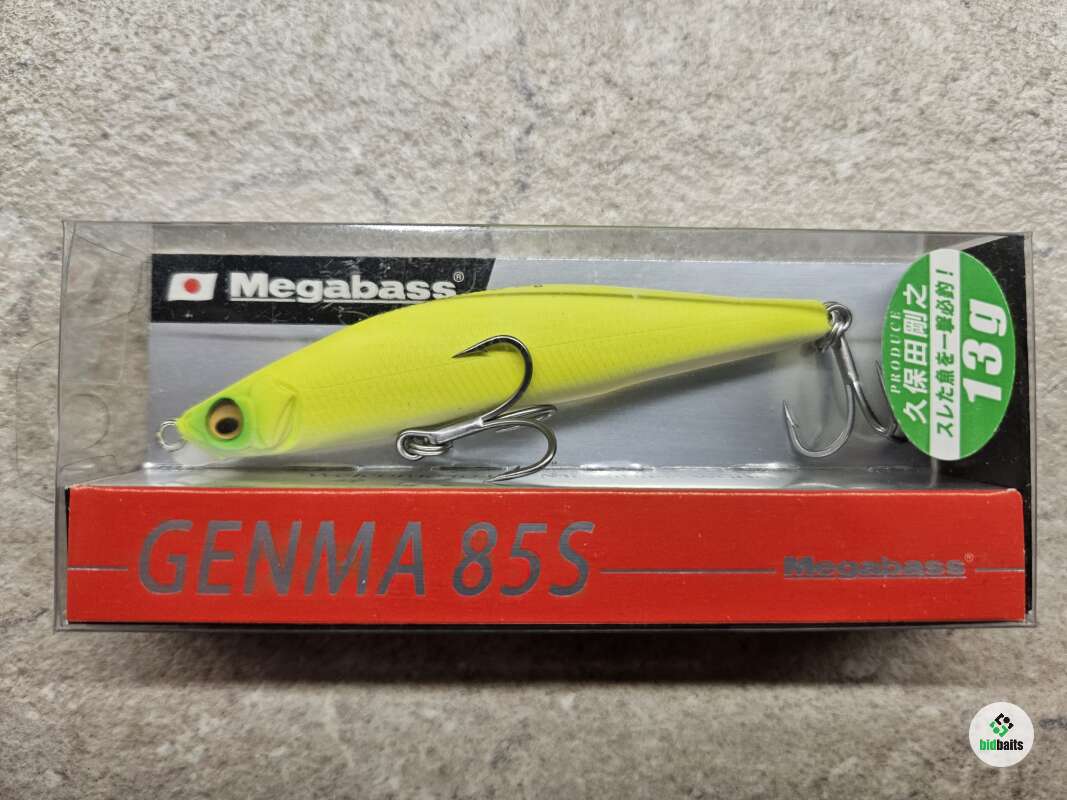 Megabass®
PRODUCE
久保田剛之
スレた魚を一撃必釣！
13g
GENMA 85S
Megabass®
bidbaits